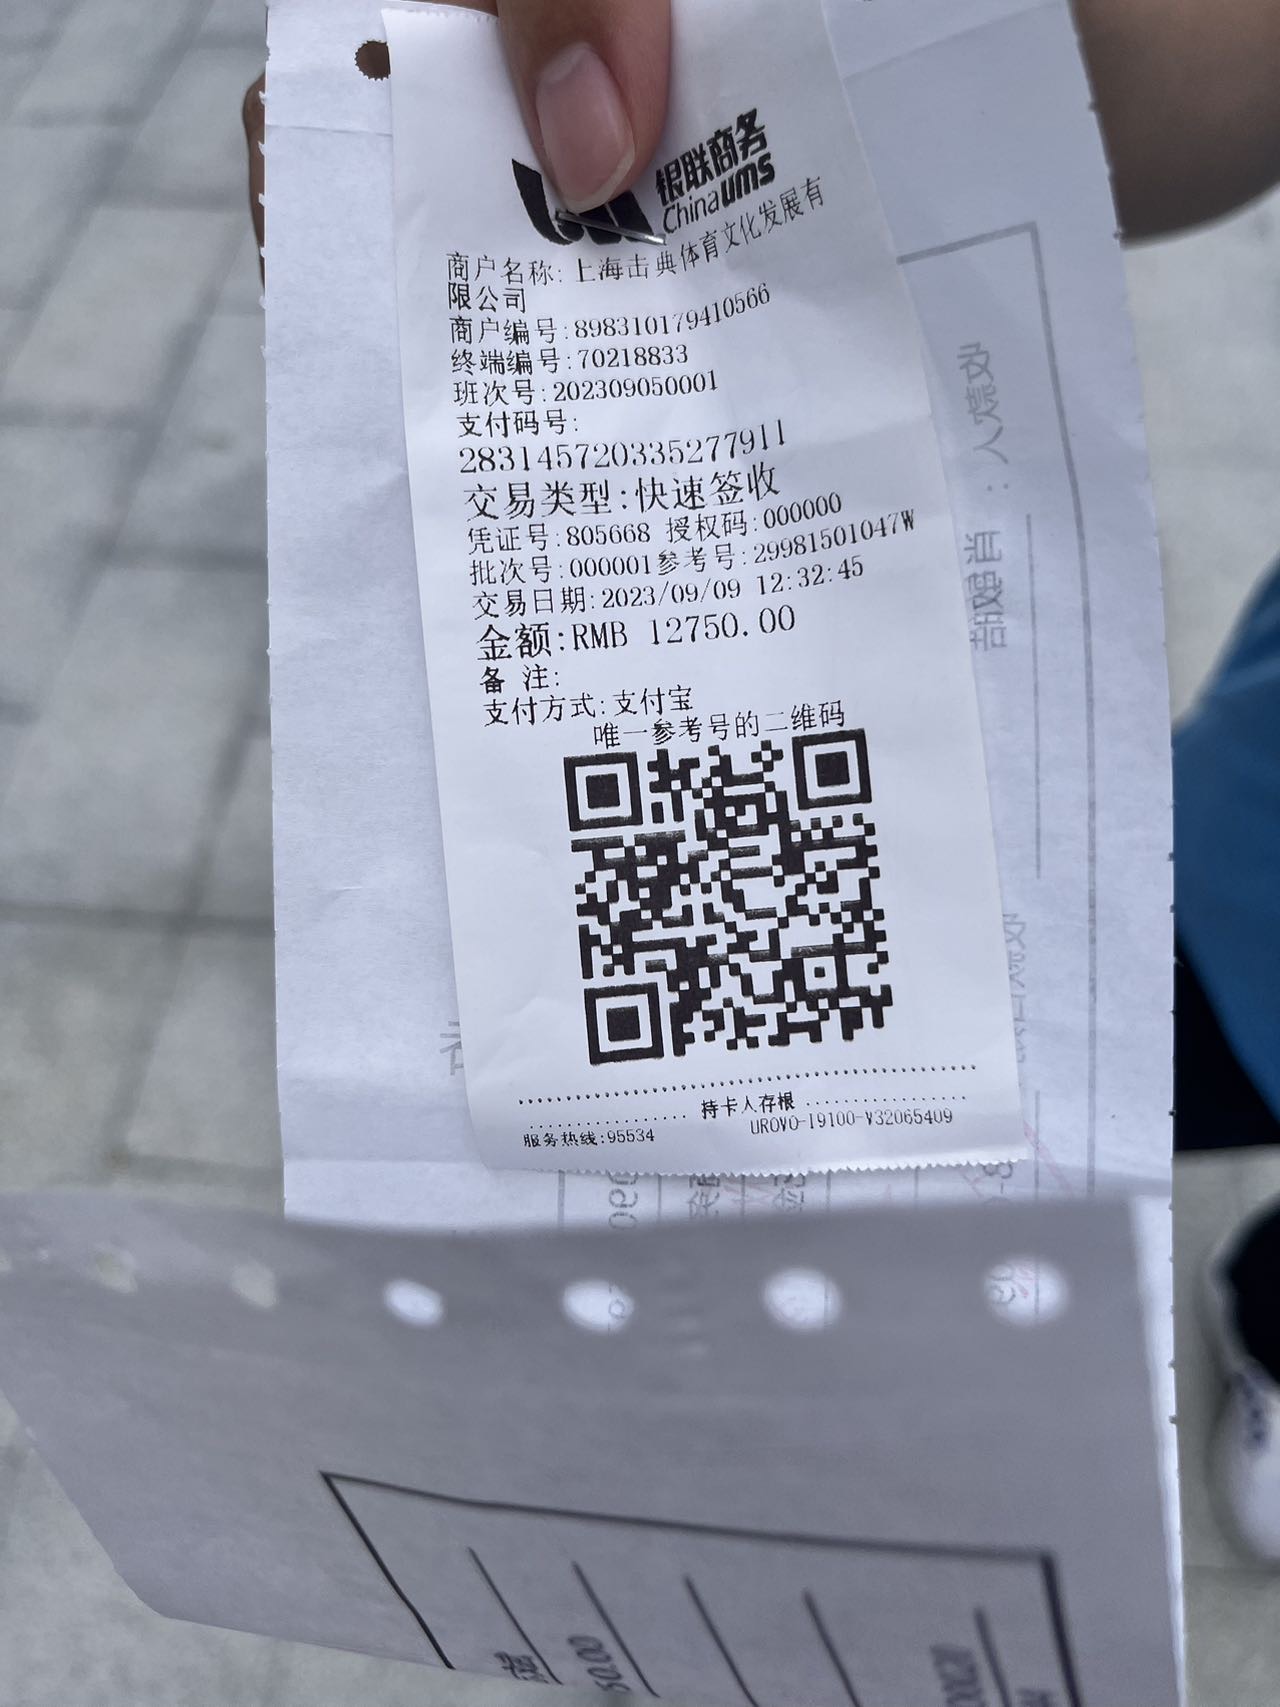 银联商务
Chinaums
商户名称:上海击典体育文化发展有
限公司
商户编号:898310179410566
终端编号:70218833
班次号:202309050001
支付码号:
283145720335277911
交易类型:快速签收
凭证号:805668 授权码:000000
批次号:000001参考号:29981501047W
交易日期:2023/09/09 12:32:45
金额:RMB 12750.00
备 注:
支付方式:支付宝
唯一参考号的二维码
持卡人存根
服务热线:95534 UROVO-I9100-V32065409